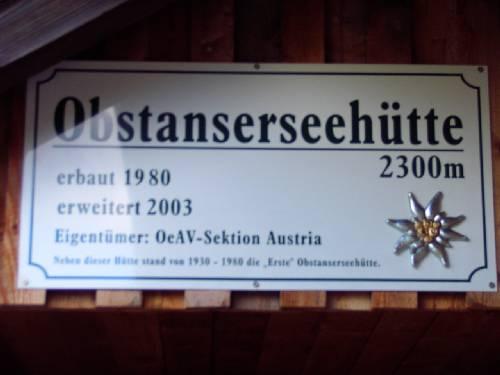 Obstanserseehütte
2300m
erbaut 1980
erweitert 2003
Eigentümer: OeAV-Sektion Austria
Neben dieser Hütte stand von 1930 - 1980 die „Erste" Obstanserseehütte.